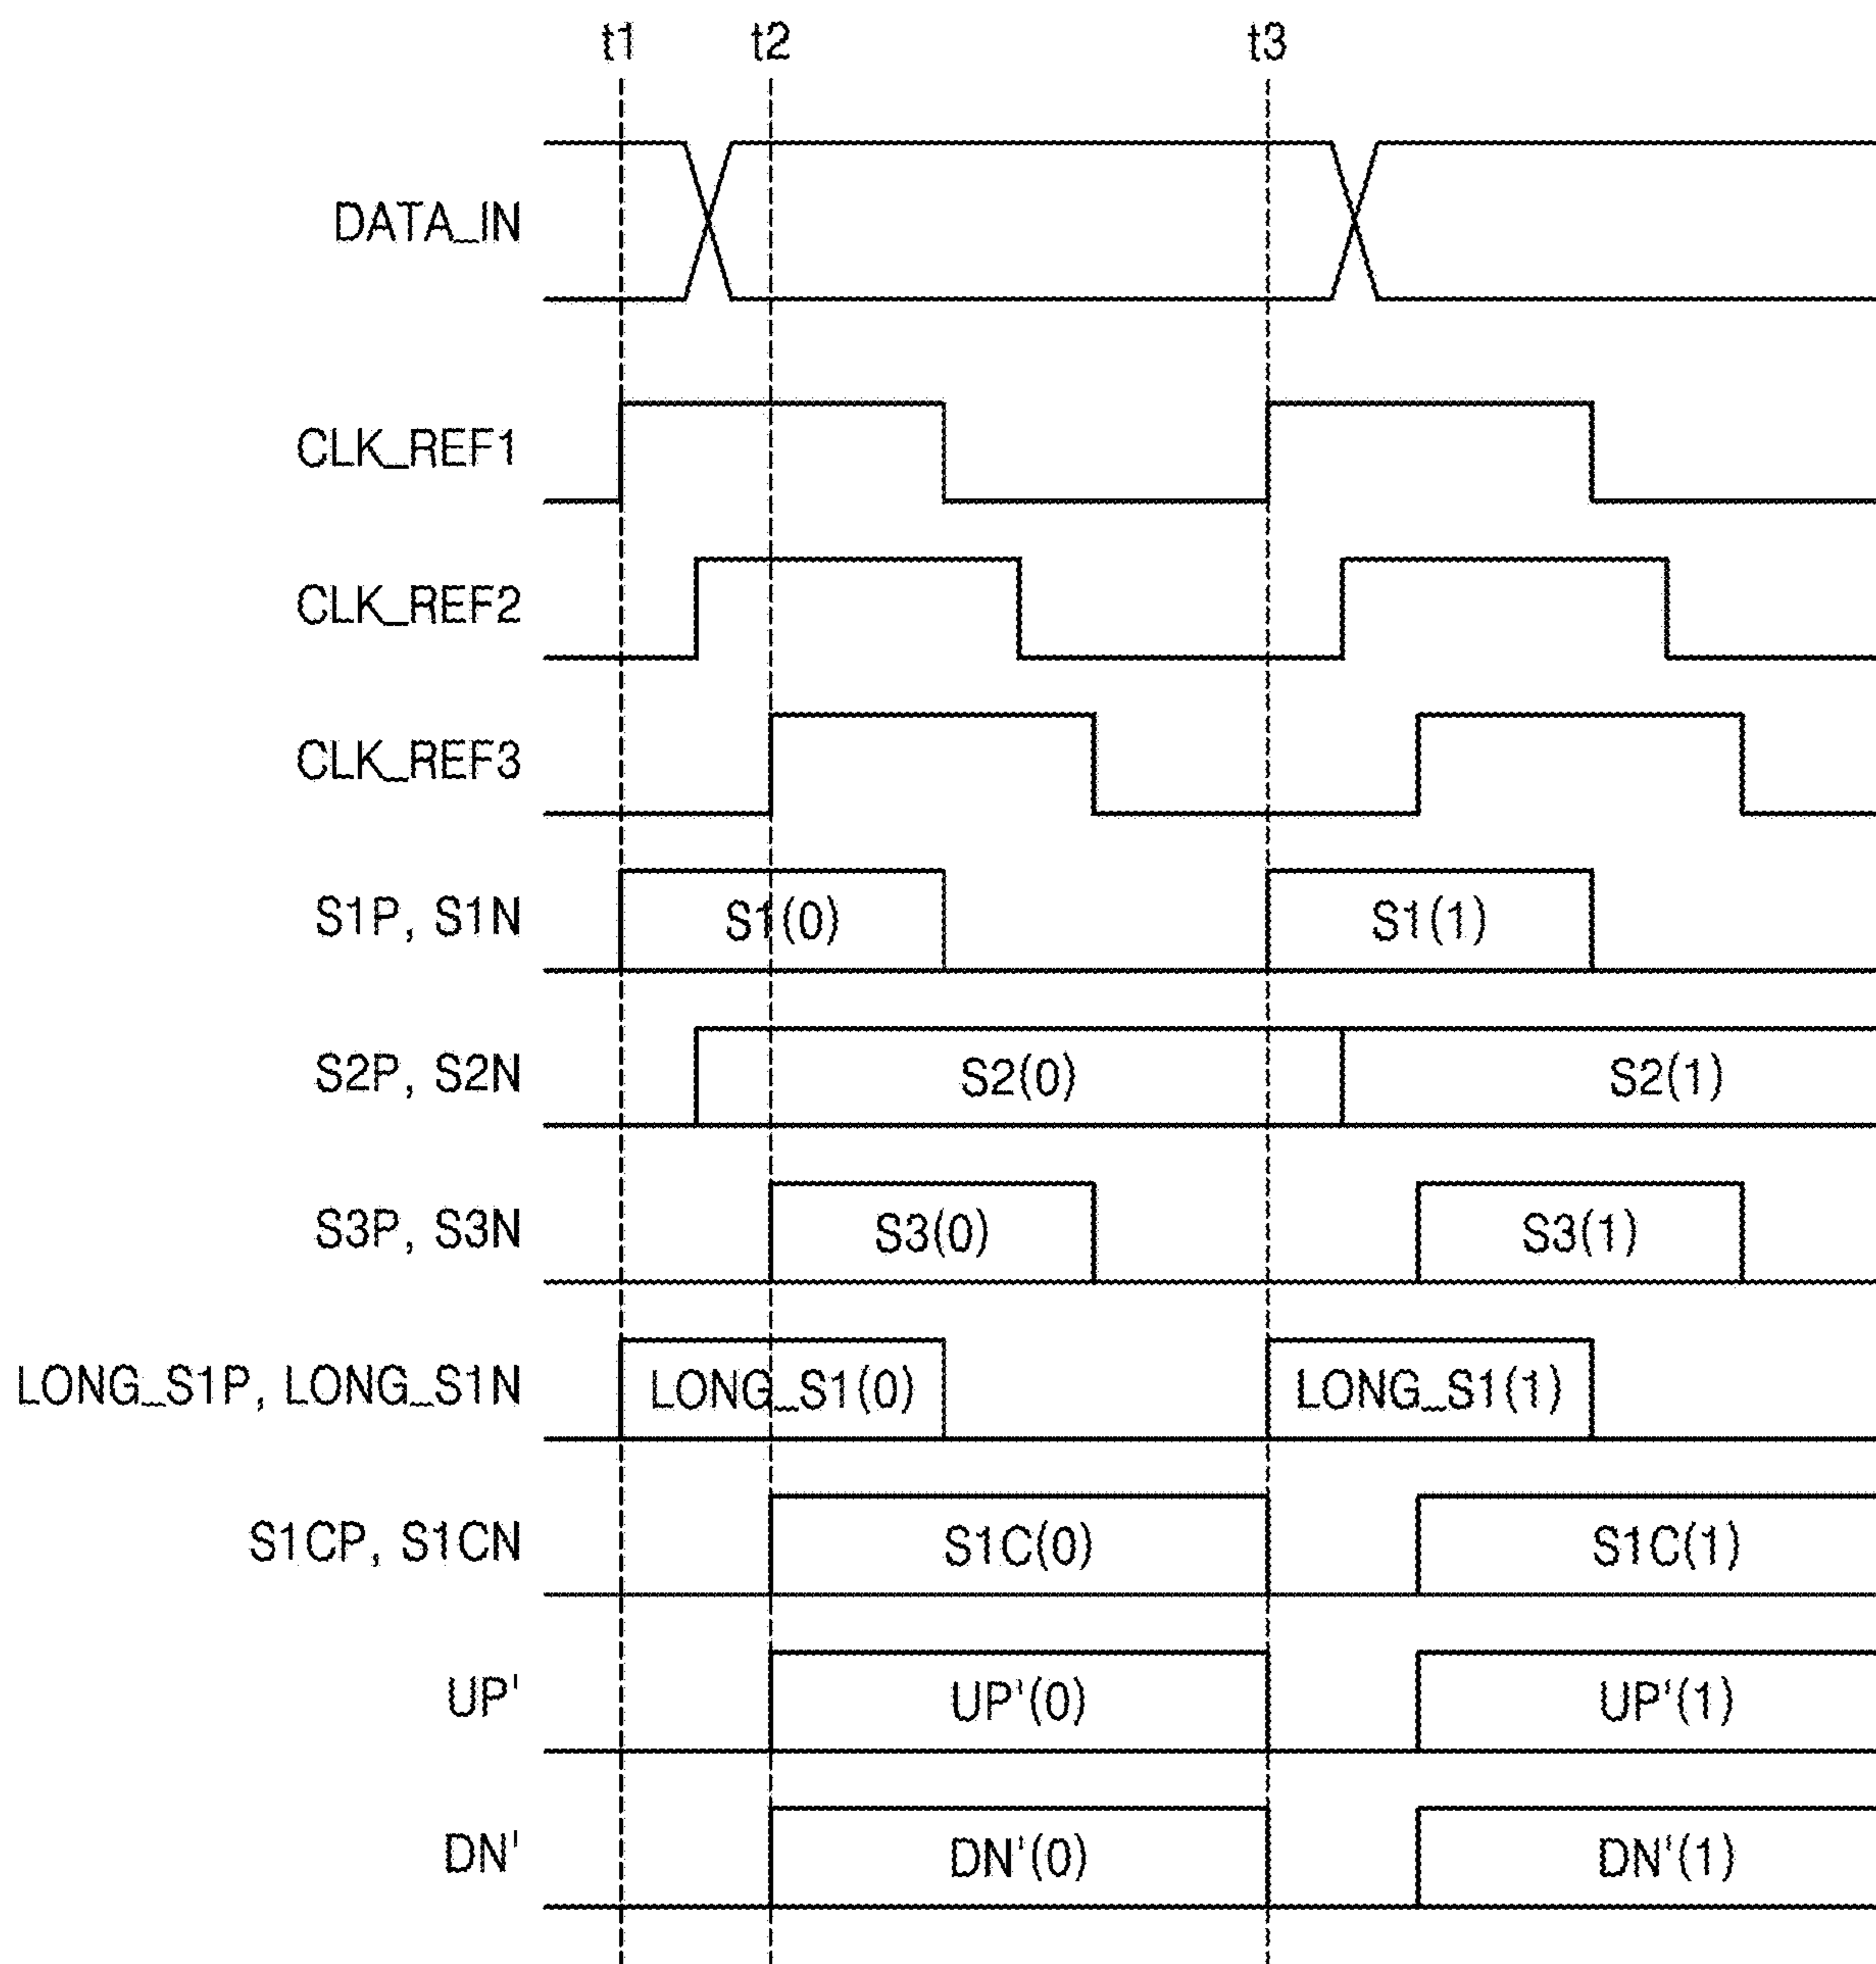 t1 t2 t3
DATA_IN
CLK_REF1
CLK_REF2
CLK_REF3
S1P, S1N S1(0) S1(1)
S2P, S2N S2(0) S2(1)
S3P, S3N S3(0) S3(1)
LONG_S1P, LONG_S1N LONG_S1(0) LONG_S1(1)
S1CP, S1CN S1C(0) S1C(1)
UP' UP'(0) UP'(1)
DN' DN'(0) DN'(1)